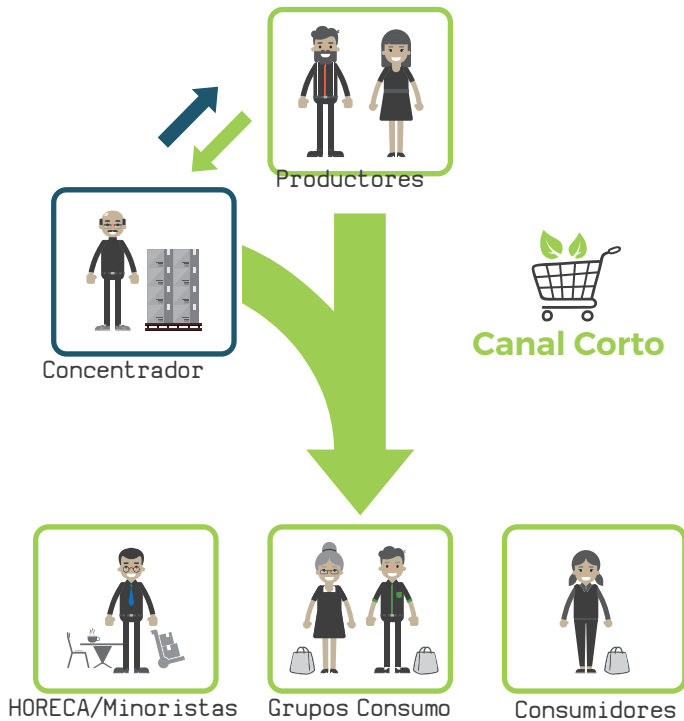 Productores
Concentrador
Canal Corto
HORECA/Minoristas
Grupos Consumo
Consumidores